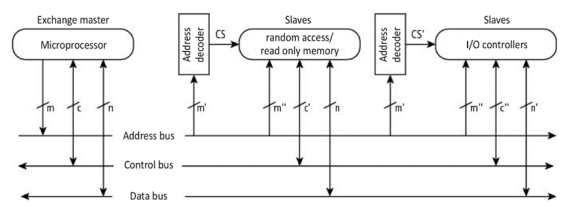 Exchange master
Slaves
Slaves
Microprocessor
Address
decoder
CS
random access/
read only memory
Address
decoder
CS'
I/O controllers
m
c
n
m'
m''
c'
n
m'
m''
c''
n'
Address bus
Control bus
Data bus